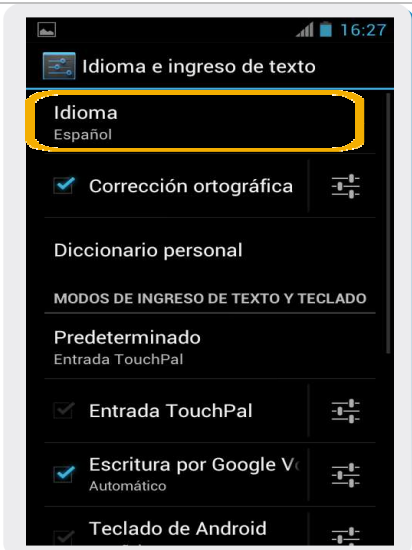 16:27
Idioma e ingreso de texto
Idioma
Español
Corrección ortográfica
Diccionario personal
MODOS DE INGRESO DE TEXTO Y TECLADO
Predeterminado
Entrada TouchPal
Entrada TouchPal
Escritura por Google
Automático
Teclado de Android